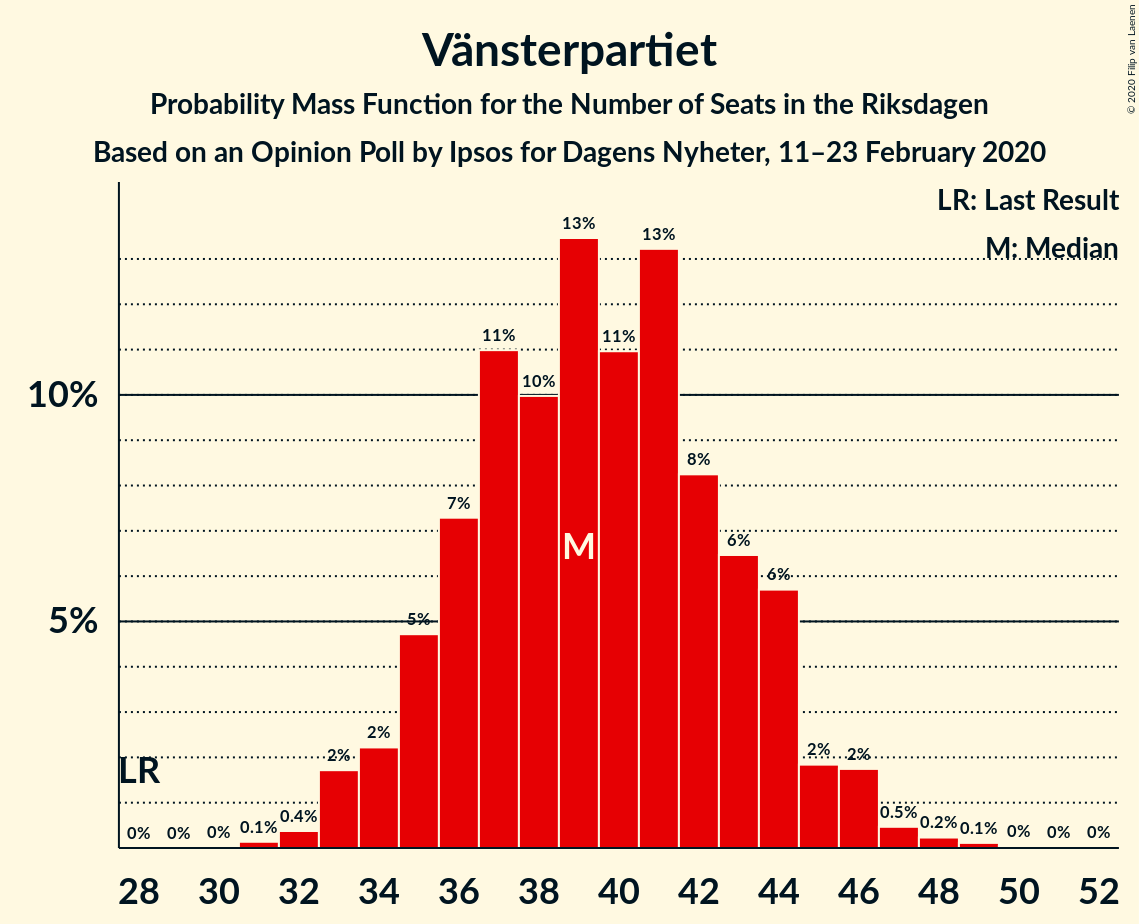 Vänsterpartiet
Probability Mass Function for the Number of Seats in the Riksdagen
Based on an Opinion Poll by Ipsos for Dagens Nyheter, 11–23 February 2020
© 2020 Filip van Laenen
LR: Last Result
M: Median
13%
13%
11%
11%
10%
10%
8%
7%
M
6%
6%
5%
5%
2%
2%
2%
2%
LR
0% 0% 0% 0.1% 0.4% 0.5% 0.2% 0.1% 0% 0% 0%
28 30 32 34 36 38 40 42 44 46 48 50 52